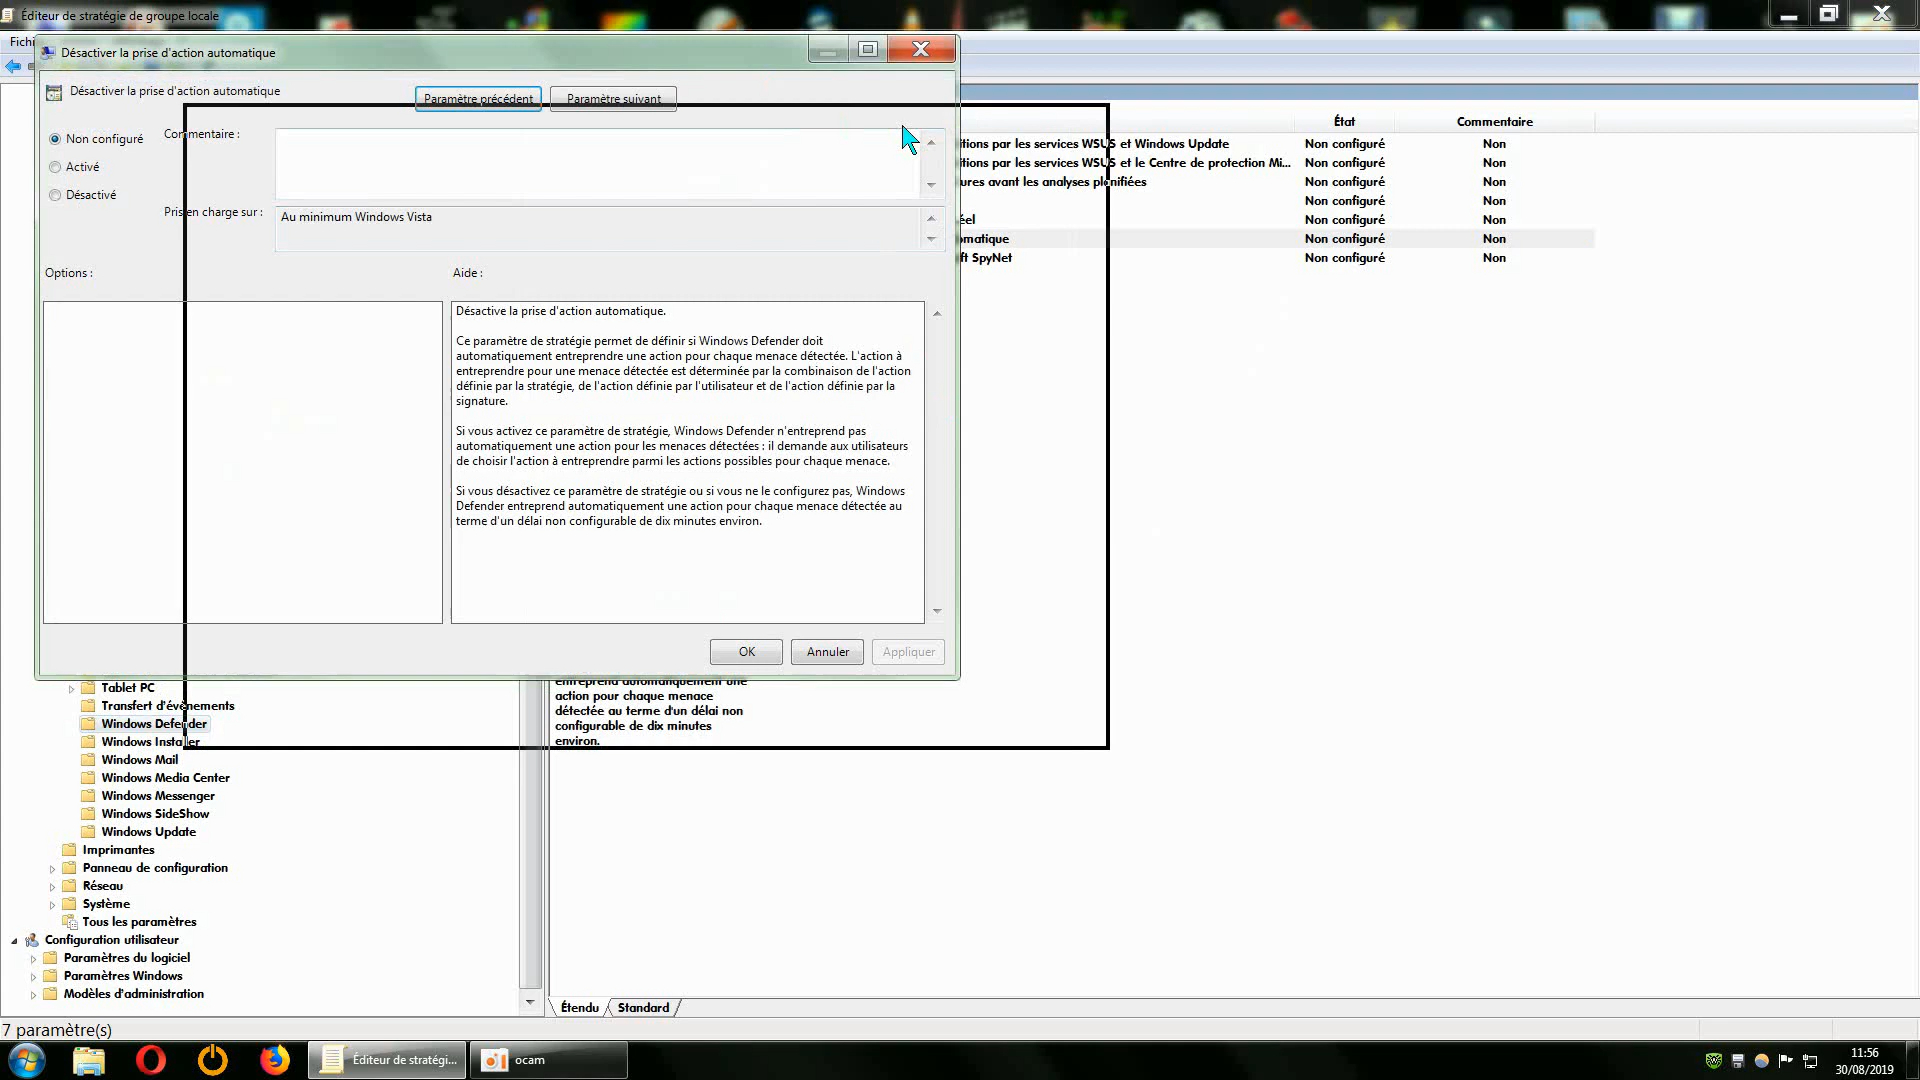 Éditeur de stratégie de groupe locale
Fichi
Désactiver la prise d'action automatique
Désactiver la prise d'action automatique
Paramètre précédent
Paramètre suivant
Non configuré
Activé
Désactivé
Commentaire :
Pris en charge sur :
Au minimum Windows Vista
Options :
Aide :
Désactive la prise d'action automatique.
Ce paramètre de stratégie permet de définir si Windows Defender doit
automatiquement entreprendre une action pour chaque menace détectée. L'action à
entreprendre pour une menace détectée est déterminée par la combinaison de l'action
définie par la stratégie, de l'action définie par l'utilisateur et de l'action définie par la
signature.
Si vous activez ce paramètre de stratégie, Windows Defender n'entreprend pas
automatiquement une action pour les menaces détectées : il demande aux utilisateurs
de choisir l'action à entreprendre parmi les actions possibles pour chaque menace.
Si vous désactivez ce paramètre de stratégie ou si vous ne le configurez pas, Windows
Defender entreprend automatiquement une action pour chaque menace détectée au
terme d'un délai non configurable de dix minutes environ.
OK
Annuler
Appliquer
État
Commentaire
itions par les services WSUS et Windows Update Non configuré Non
itions par les services WSUS et le Centre de protection Mi... Non configuré Non
ures avant les analyses planifiées Non configuré Non
Non configuré Non
éel Non configuré Non
omatique Non configuré Non
ft SpyNet Non configuré Non
entreprend automatiquement une
action pour chaque menace
détectée au terme d'un délai non
configurable de dix minutes
environ.
Tablet PC
Transfert d'événements
Windows Defender
Windows Installer
Windows Mail
Windows Media Center
Windows Messenger
Windows SideShow
Windows Update
Imprimantes
Panneau de configuration
Réseau
Système
Tous les paramètres
Configuration utilisateur
Paramètres du logiciel
Paramètres Windows
Modèles d'administration
Étendu
Standard
7 paramètre(s)
Éditeur de stratégi...
ocam
11:56
30/08/2019